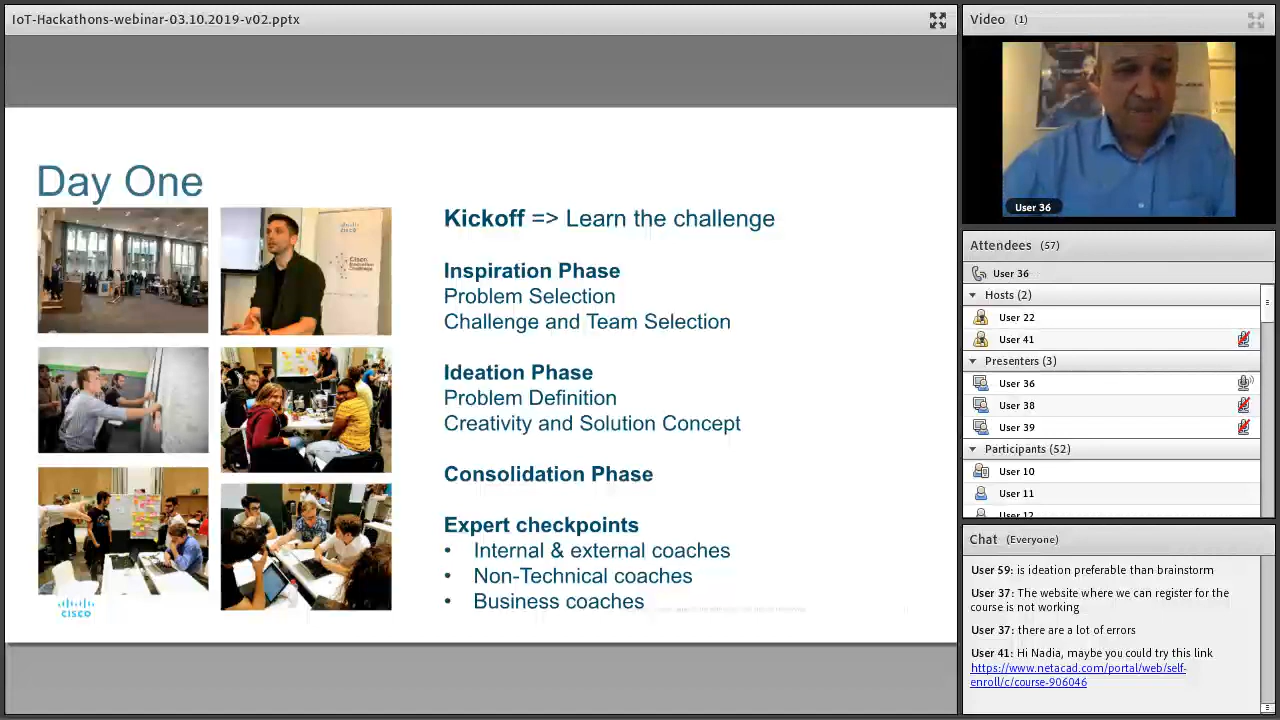 IoT-Hackathons-webinar-03.10.2019-v02.pptx
Day One
Kickoff => Learn the challenge
Inspiration Phase
Problem Selection
Challenge and Team Selection
Ideation Phase
Problem Definition
Creativity and Solution Concept
Consolidation Phase
Expert checkpoints
• Internal & external coaches
• Non-Technical coaches
• Business coaches
CISCO
Video (1)
User 36
Attendees (57)
User 36
Hosts (2)
User 22
User 41
Presenters (3)
User 36
User 38
User 39
Participants (52)
User 10
User 11
User 12
Chat (Everyone)
User 59: is ideation preferable than brainstorm
User 37: The website where we can register for the
course is not working
User 37: there are a lot of errors
User 41: Hi Nadia, maybe you could try this link
https://www.netacad.com/portal/web/self-
enroll/c/course-906046